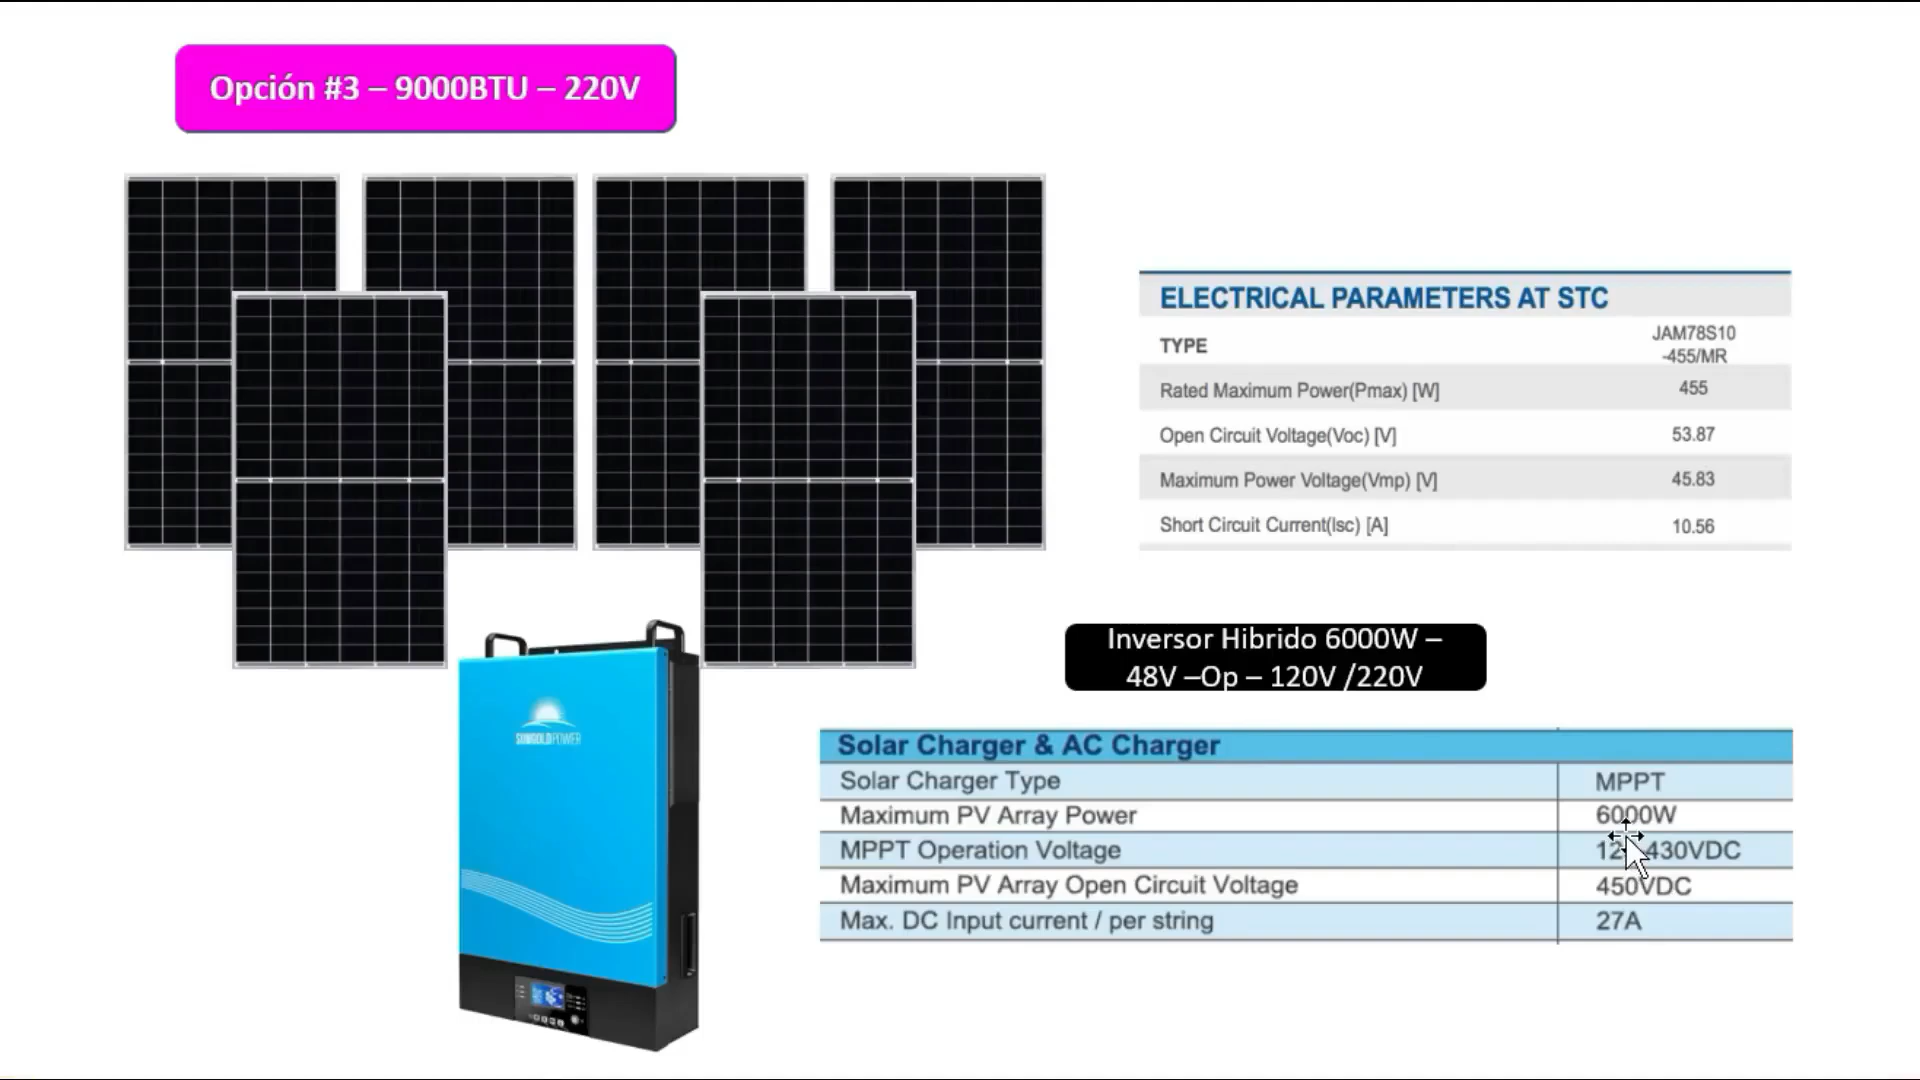 Opción #3 – 9000BTU – 220V
ELECTRICAL PARAMETERS AT STC
TYPE JAM78S10 -455/MR
Rated Maximum Power(Pmax) [W] 455
Open Circuit Voltage(Voc) [V] 53.87
Maximum Power Voltage(Vmp) [V] 45.83
Short Circuit Current(Isc) [A] 10.56
Inversor Hibrido 6000W –
48V –Op – 120V /220V
SUNGOLDPOWER
Solar Charger & AC Charger
Solar Charger Type MPPT
Maximum PV Array Power 6000W
MPPT Operation Voltage 430VDC
Maximum PV Array Open Circuit Voltage 450VDC
Max. DC Input current / per string 27A